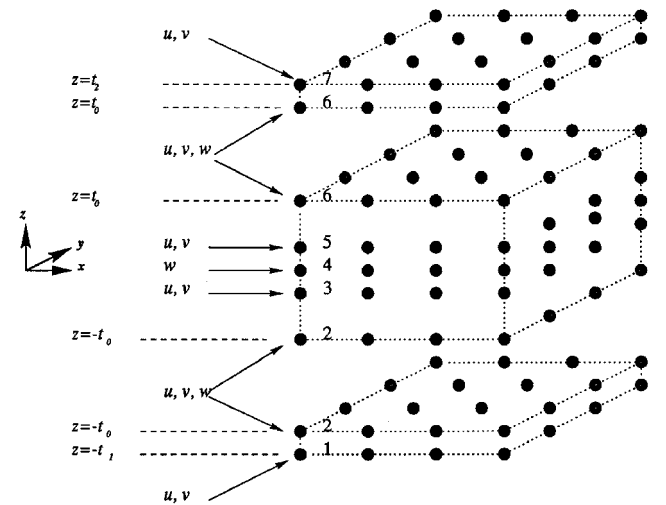 u, v
z=t₂ 7
z=t₀ 6
u, v, w
z=t₀ 6
z
u, v 5
y
w 4
x
u, v 3
z=-t₀ 2
u, v, w
z=-t₀ 2
z=-t₁ 1
u, v